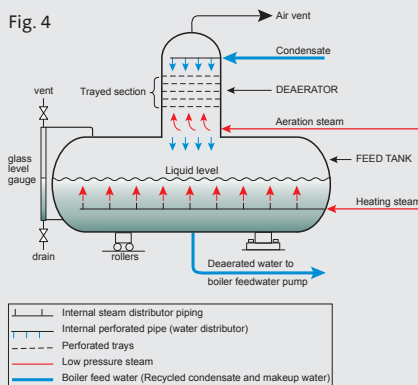 Fig. 4
Air vent
Condensate
Trayed section
DEAERATOR
vent
Aeration steam
glass
level
gauge
Liquid level
FEED TANK
Heating steam
drain
rollers
Deaerated water to
boiler feedwater pump
Internal steam distributor piping
Internal perforated pipe (water distributor)
Perforated trays
Low pressure steam
Boiler feed water (Recycled condensate and makeup water)